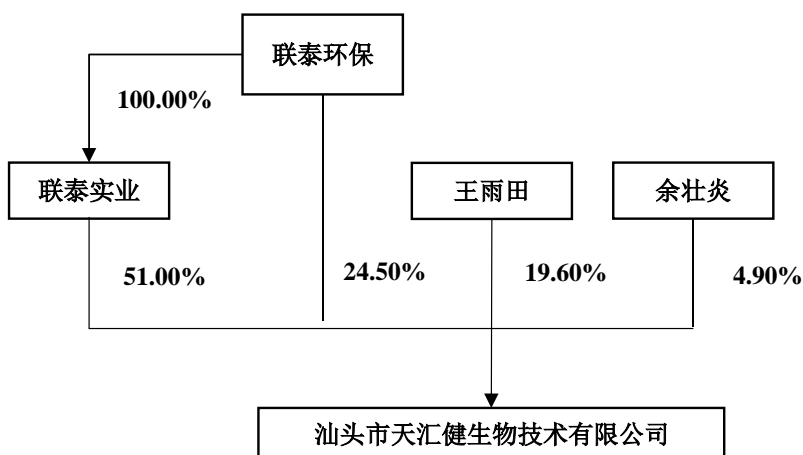 联泰环保
100.00%
联泰实业
王雨田
余壮炎
51.00%
24.50%
19.60%
4.90%
汕头市天汇健生物技术有限公司